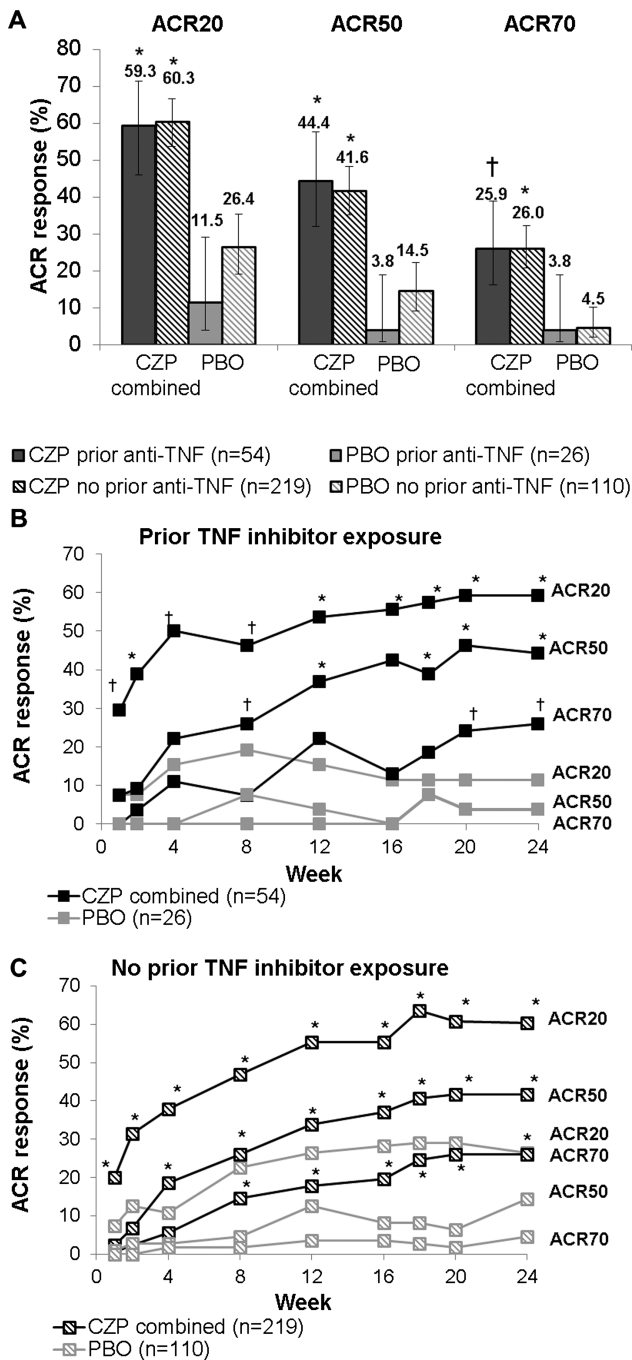 A
ACR20 ACR50 ACR70
ACR response (%)
80
70
60
50
40
30
20
10
0
* 59.3
* 60.3
11.5
26.4
* 44.4
* 41.6
3.8
14.5
† 25.9
* 26.0
3.8
4.5
CZP combined PBO CZP combined PBO CZP combined PBO
CZP prior anti-TNF (n=54) PBO prior anti-TNF (n=26)
CZP no prior anti-TNF (n=219) PBO no prior anti-TNF (n=110)
B
Prior TNF inhibitor exposure
ACR response (%)
70
60
50
40
30
20
10
0
† * † † * * * * * ACR20
† * * * * ACR50
† † ACR70
ACR20
ACR50
ACR70
0 4 8 12 16 20 24
Week
CZP combined (n=54)
PBO (n=26)
C
No prior TNF inhibitor exposure
ACR response (%)
70
60
50
40
30
20
10
0
* * * * * * * * * ACR20
* * * * * * * ACR50
ACR20
* * * * * * ACR70
ACR50
ACR70
0 4 8 12 16 20 24
Week
CZP combined (n=219)
PBO (n=110)